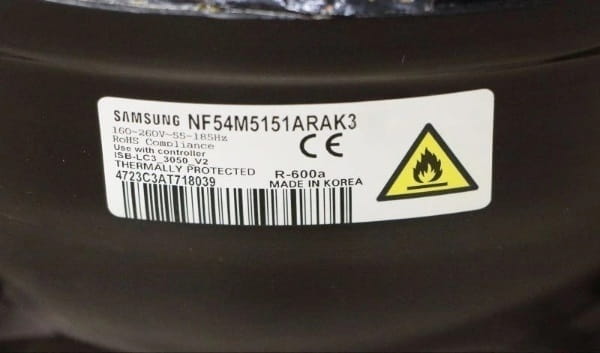 SAMSUNG NF54M5151ARAK3
160-260V~55-185Hz
RoHS Compliance
Use with controller
ISB-LC3_3050_V2
THERMALLY PROTECTED R-600a
4723C3AT718039 MADE IN KOREA
CE